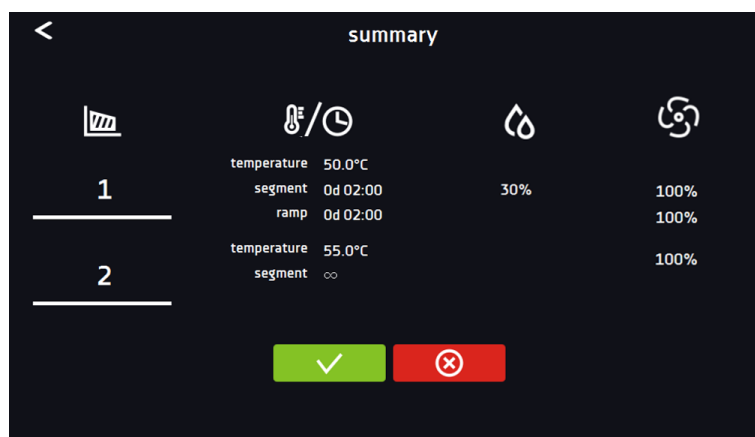 summary
temperature 50.0°C
1 segment 0d 02:00 30% 100%
ramp 0d 02:00 100%
temperature 55.0°C
100%
2 segment ∞